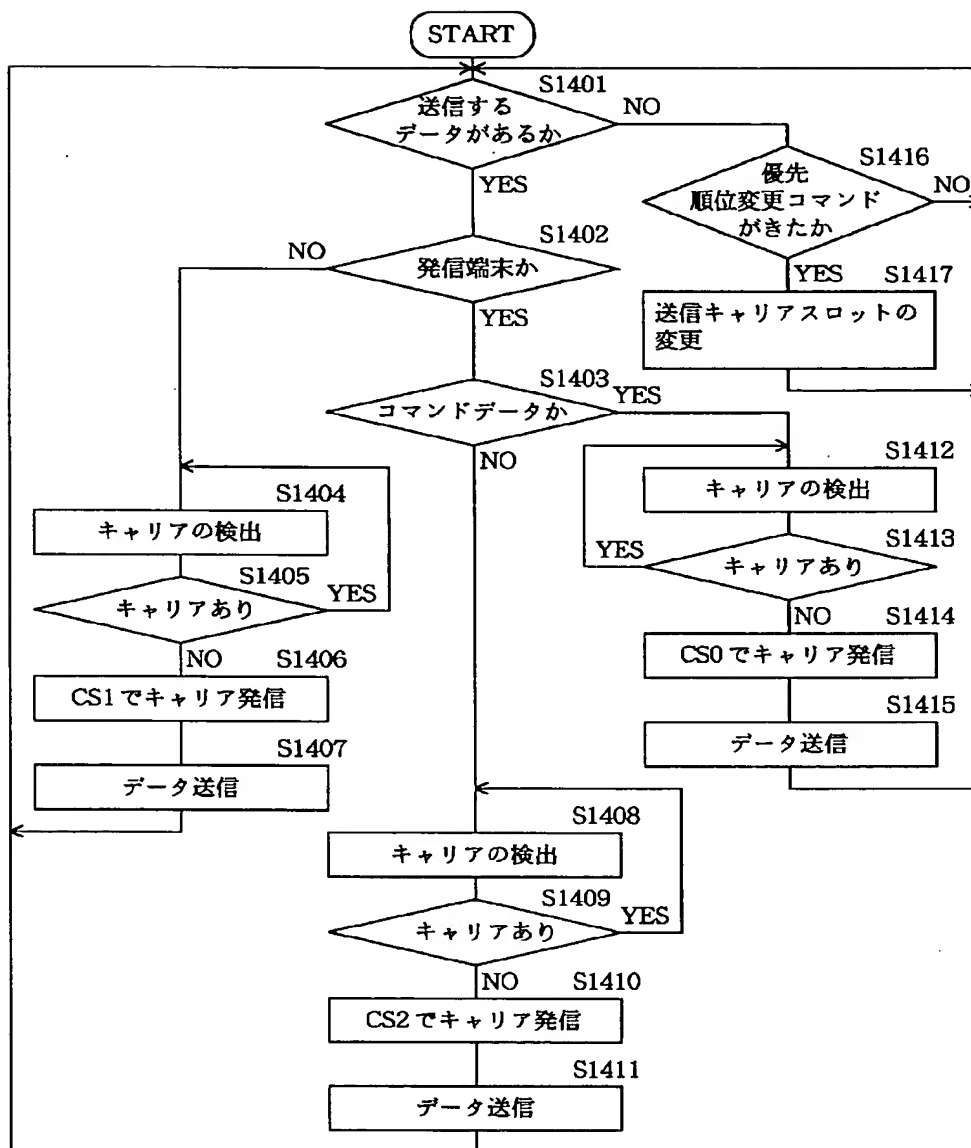 START
S1401
送信する
データがあるか
NO
YES
S1416
優先
順位変更コマンド
がきたか
NO
YES
S1417
送信キャリアスロットの
変更
S1402
発信端末か
NO
YES
S1403
コマンドデータか
YES
NO
S1404
キャリアの検出
S1405
キャリアあり
YES
NO
S1406
CS1でキャリア発信
S1407
データ送信
S1412
キャリアの検出
S1413
キャリアあり
YES
NO
S1414
CS0でキャリア発信
S1415
データ送信
S1408
キャリアの検出
S1409
キャリアあり
YES
NO
S1410
CS2でキャリア発信
S1411
データ送信